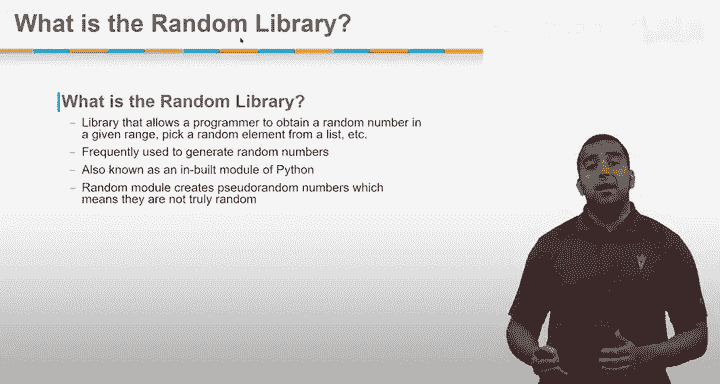 What is the Random Library?
What is the Random Library?
– Library that allows a programmer to obtain a random number in
a given range, pick a random element from a list, etc.
– Frequently used to generate random numbers
– Also known as an in-built module of Python
– Random module creates pseudorandom numbers which
means they are not truly random